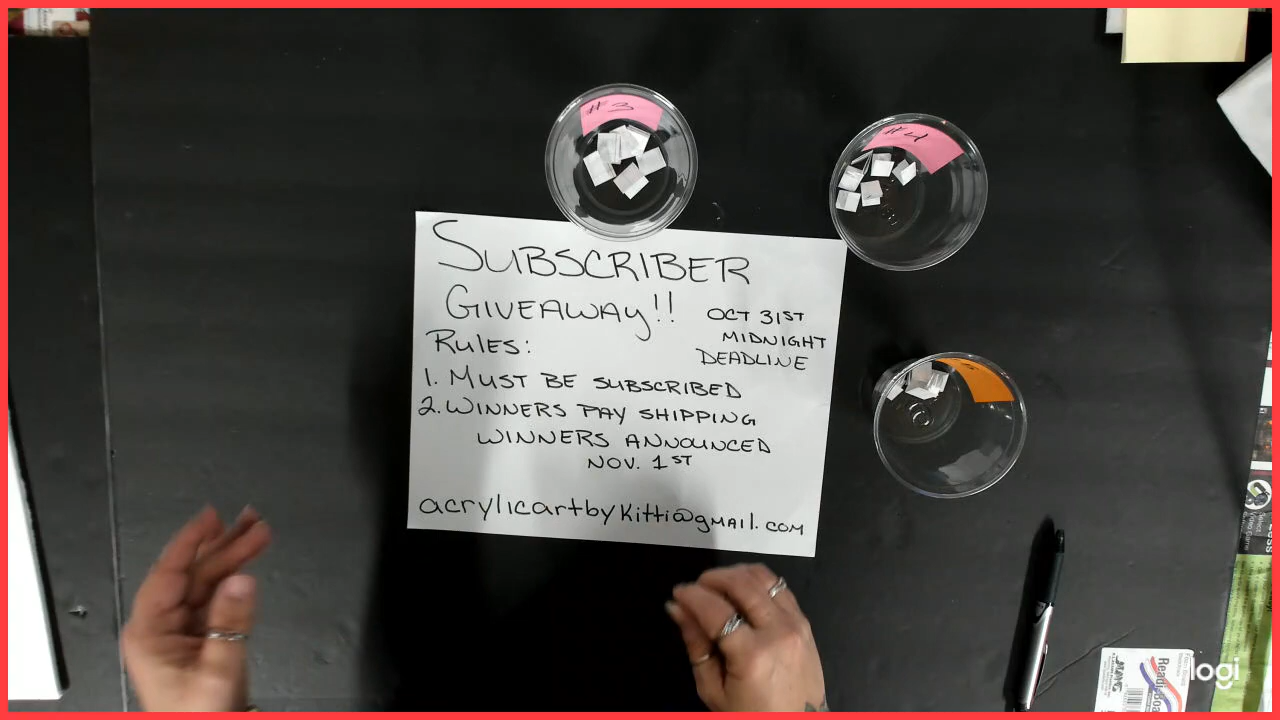 #3
#4
SUBSCRIBER
GIVEAWAY!!
OCT 31ST
MIDNIGHT
DEADLINE
RULES:
1. MUST BE SUBSCRIBED
2. WINNERS PAY SHIPPING
WINNERS ANNOUNCED
NOV. 1ST
acrylicartbyKitti@gmail.com
logi